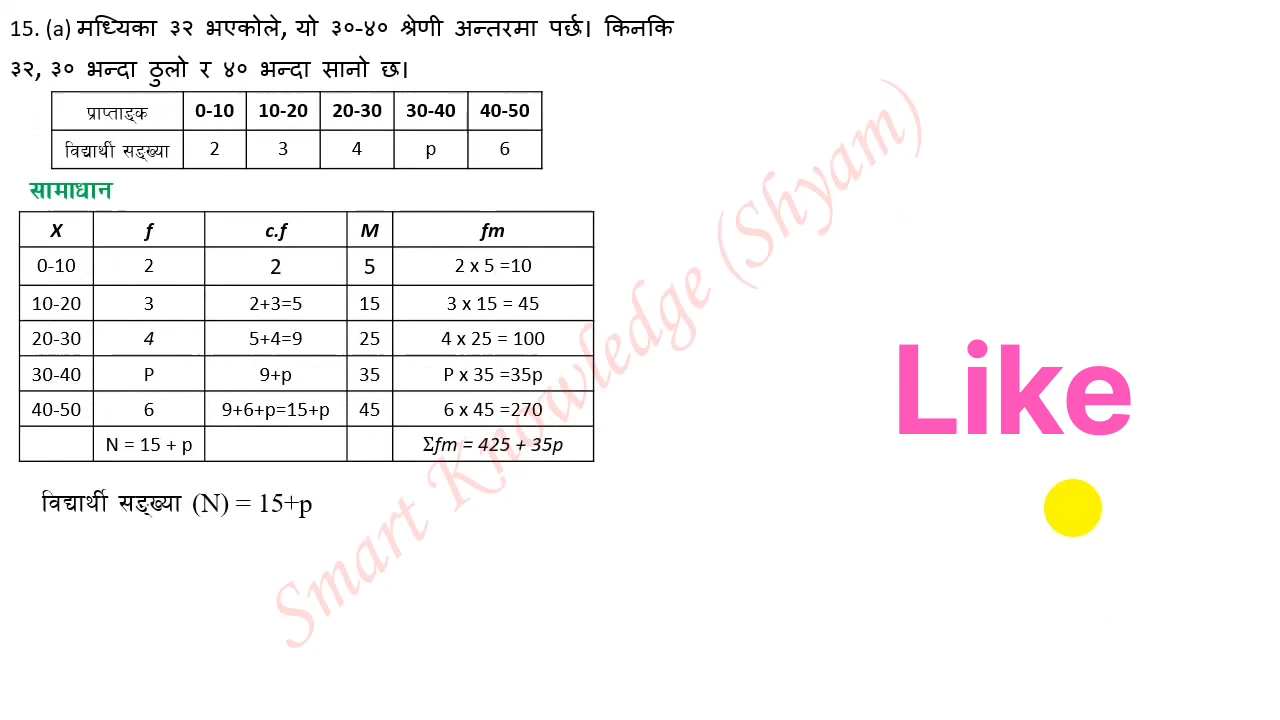 15. (a) मध्यिका ३२ भएकोले, यो ३०-४० श्रेणी अन्तरमा पर्छ। किनकि
३२, ३० भन्दा ठुलो र ४० भन्दा सानो छ।
प्राप्ताङ्क 0-10 10-20 20-30 30-40 40-50
विद्यार्थी सङ्ख्या 2 3 4 p 6
सामाधान
X f c.f M fm
0-10 2 2 5 2 x 5 =10
10-20 3 2+3=5 15 3 x 15 = 45
20-30 4 5+4=9 25 4 x 25 = 100
30-40 P 9+p 35 P x 35 =35p
40-50 6 9+6+p=15+p 45 6 x 45 =270
N = 15 + p Σfm = 425 + 35p
विद्यार्थी सङ्ख्या (N) = 15+p
Smart Knowledge (Shyam)
Like